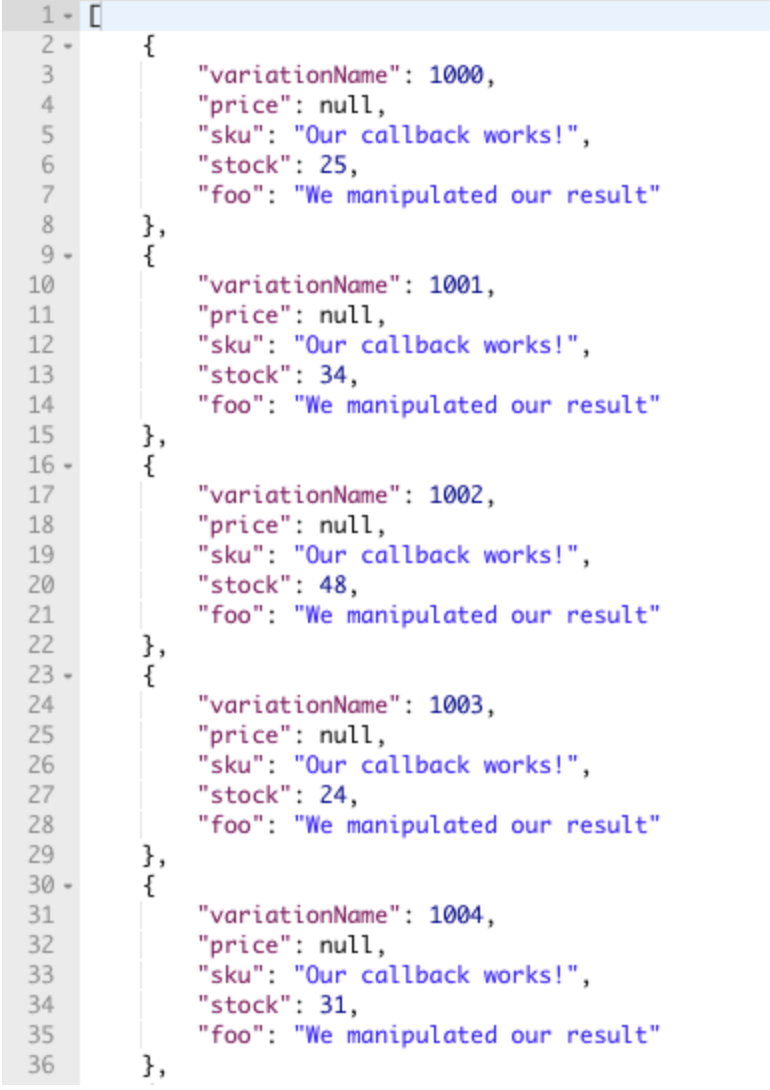 1 [
2 {
3 "variationName": 1000,
4 "price": null,
5 "sku": "Our callback works!",
6 "stock": 25,
7 "foo": "We manipulated our result"
8 },
9 {
10 "variationName": 1001,
11 "price": null,
12 "sku": "Our callback works!",
13 "stock": 34,
14 "foo": "We manipulated our result"
15 },
16 {
17 "variationName": 1002,
18 "price": null,
19 "sku": "Our callback works!",
20 "stock": 48,
21 "foo": "We manipulated our result"
22 },
23 {
24 "variationName": 1003,
25 "price": null,
26 "sku": "Our callback works!",
27 "stock": 24,
28 "foo": "We manipulated our result"
29 },
30 {
31 "variationName": 1004,
32 "price": null,
33 "sku": "Our callback works!",
34 "stock": 31,
35 "foo": "We manipulated our result"
36 },